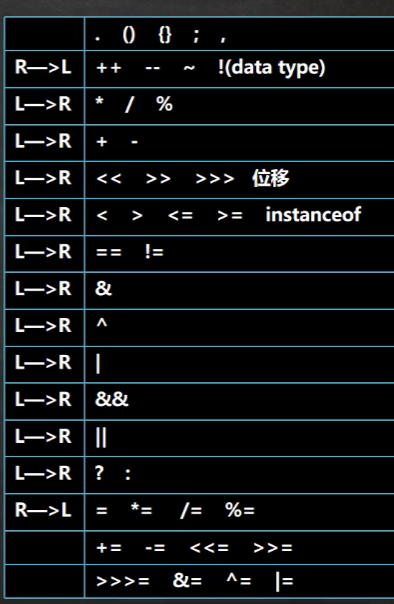 . () {} ; ,
R—>L ++ -- ~ !(data type)
L—>R * / %
L—>R + -
L—>R << >> >>> 位移
L—>R < > <= >= instanceof
L—>R == !=
L—>R &
L—>R ^
L—>R |
L—>R &&
L—>R ||
L—>R ? :
R—>L = *= /= %=
+= -= <<= >>=
>>>= &= ^= |=